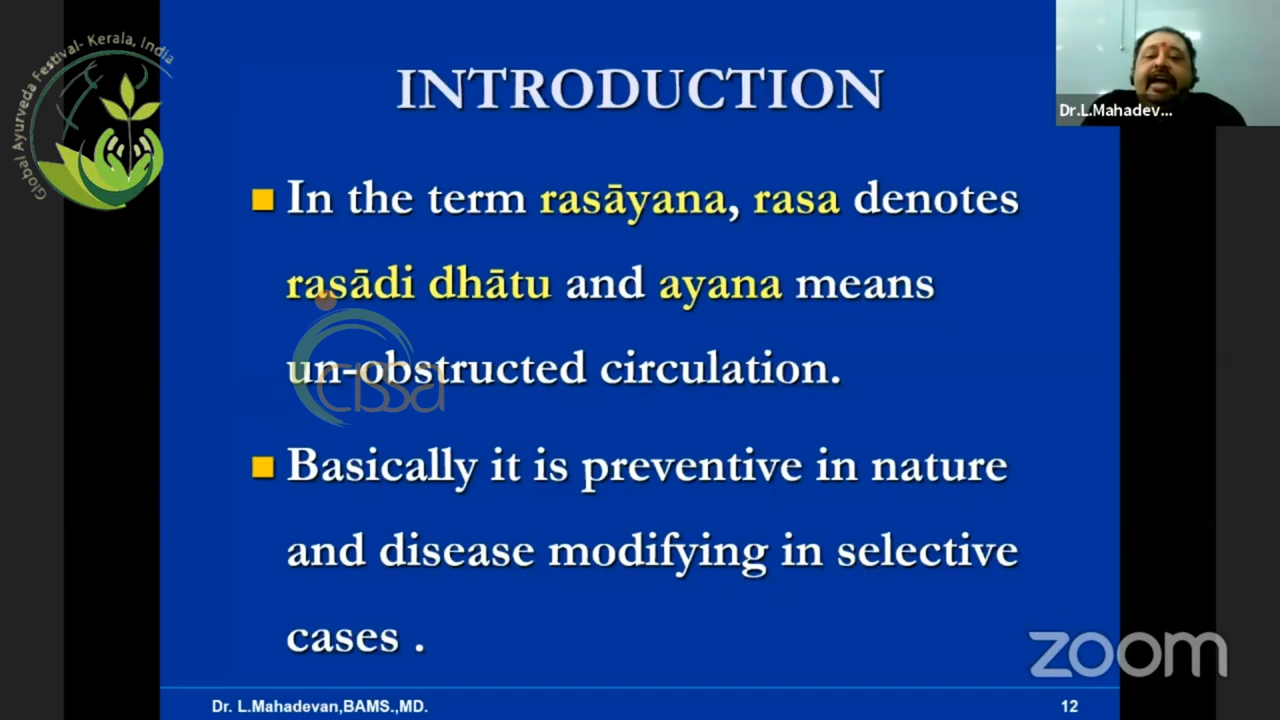 Global Ayurveda Festival- Kerala, India
INTRODUCTION
Dr.L.Mahadev...
In the term rasāyana, rasa denotes
rasādi dhātu and ayana means
un-obstructed circulation.
cissa
Basically it is preventive in nature
and disease modifying in selective
cases .
zoom
Dr. L.Mahadevan,BAMS.,MD.
12